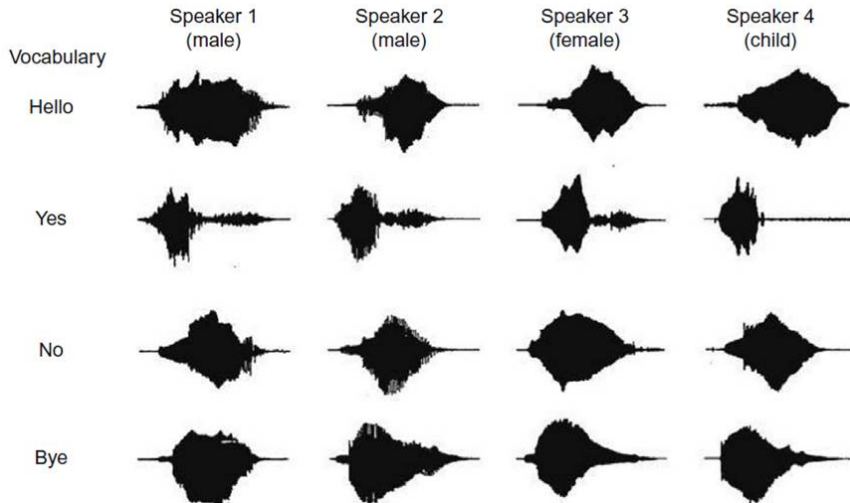 Speaker 1 Speaker 2 Speaker 3 Speaker 4
(male) (male) (female) (child)
Vocabulary
Hello
Yes
No
Bye